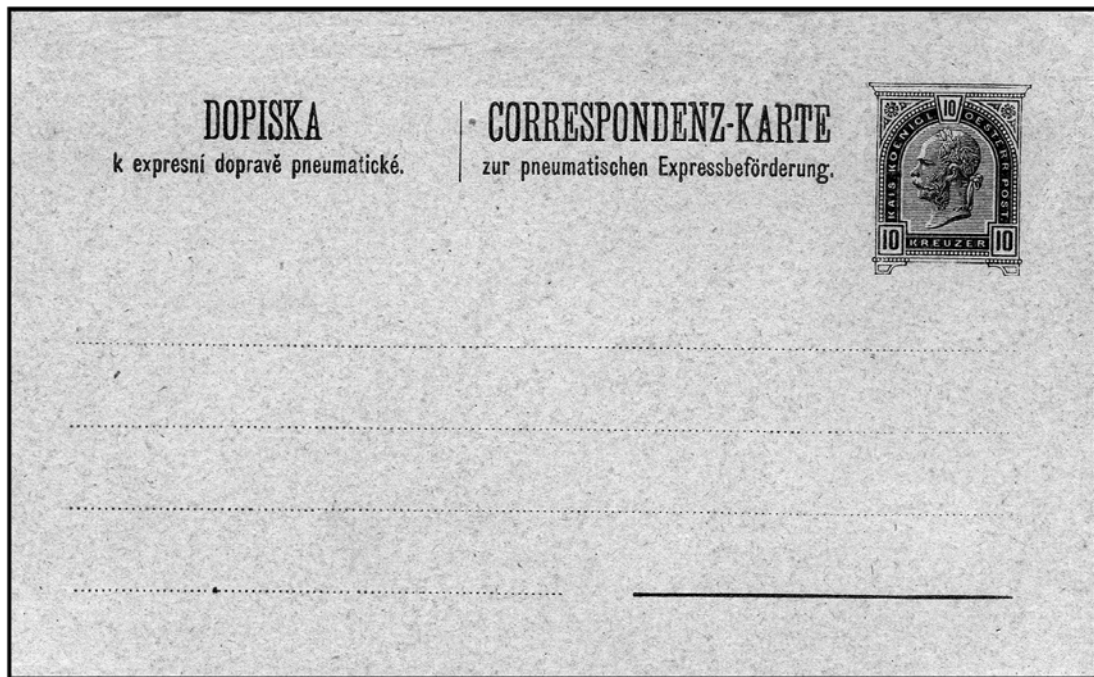 DOPISKA
k expresní dopravě pneumatické.
CORRESPONDENZ-KARTE
zur pneumatischen Expressbeförderung.
10
KAIS. KOENIGL. OESTERR. POST.
10 KREUZER 10